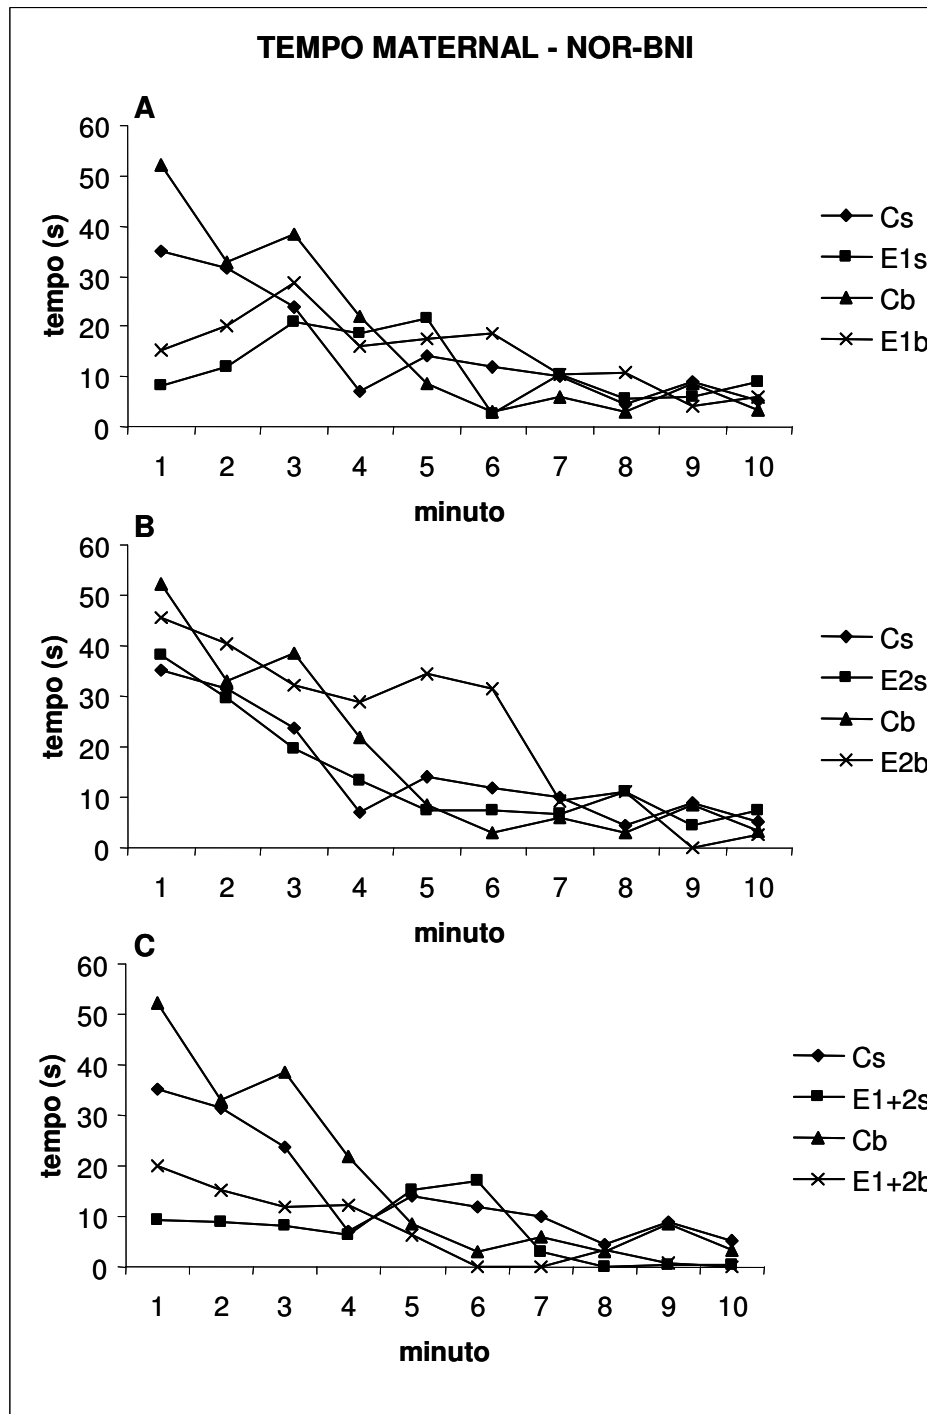 TEMPO MATERNAL - NOR-BNI
A
60
50
40
30
20
10
0
tempo (s)
1 2 3 4 5 6 7 8 9 10
minuto
Cs
E1s
Cb
E1b
B
60
50
40
30
20
10
0
tempo (s)
1 2 3 4 5 6 7 8 9 10
minuto
Cs
E2s
Cb
E2b
C
60
50
40
30
20
10
0
tempo (s)
1 2 3 4 5 6 7 8 9 10
minuto
Cs
E1+2s
Cb
E1+2b